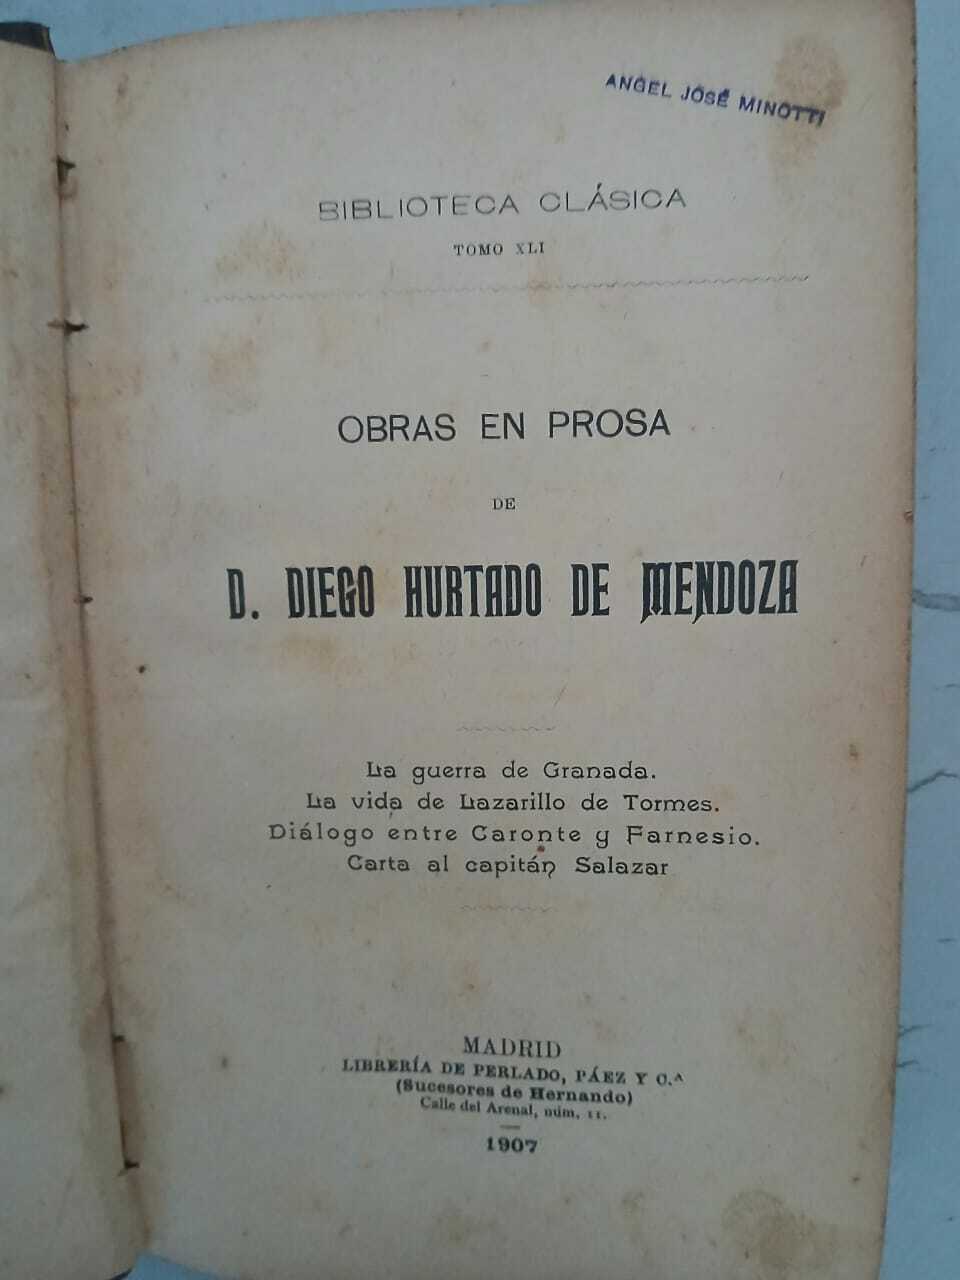 ANGEL JOSÉ MINOTTI
BIBLIOTECA CLÁSICA
TOMO XLI
OBRAS EN PROSA
DE
D. DIEGO HURTADO DE MENDOZA
La guerra de Granada.
La vida de Lazarillo de Tormes.
Diálogo entre Caronte y Farnesio.
Carta al capitán Salazar
MADRID
LIBRERÍA DE PERLADO, PÁEZ Y C.ᴬ
(Sucesores de Hernando)
Calle del Arenal, núm. 11.
1907